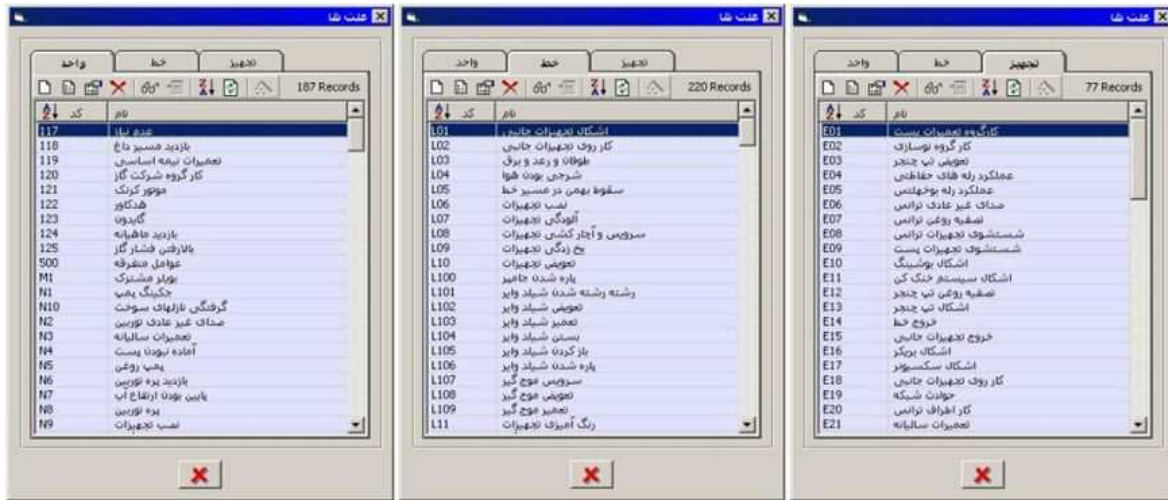 علت ها
واحد خط تجهیز
187 Records
کد نام
117 عدم نیاز
118 بازدید مسیر داغ
119 تعمیرات نیمه اساسی
120 کار گروه شرکت گاز
121 موتور کرنک
122 هدکاور
123 گایدون
124 بازدید ماهیانه
125 بالارفتن فشار گاز
500 عوامل متفرقه
M1 بویلر مشترک
N1 جکینگ پمپ
N10 گرفتگی نازلهای سوخت
N2 صدای غیر عادی توربین
N3 تعمیرات سالیانه
N4 آماده نبودن پست
N5 پمپ روغن
N6 بازدید پره توربین
N7 پایین بودن ارتفاع آب
N8 پره توربین
N9 نصب تجهیزات
علت ها
واحد خط تجهیز
220 Records
کد نام
L01 اشکال تجهیزات جانبی
L02 کار روی تجهیزات جانبی
L03 طوفان و رعد و برق
L04 شرجی بودن هوا
L05 سقوط بهمن در مسیر خط
L06 نصب تجهیزات
L07 آلودگی تجهیزات
L08 سرویس و آچار کشی تجهیزات
L09 یخ زدگی تجهیزات
L10 تعویض تجهیزات
L100 پاره شدن جامپر
L101 رشته رشته شدن شیلد وایر
L102 تعویض شیلد وایر
L103 تعمیر شیلد وایر
L104 بستن شیلد وایر
L105 باز کردن شیلد وایر
L106 پاره شدن شیلد وایر
L107 سرویس موج گیر
L108 تعویض موج گیر
L109 تعمیر موج گیر
L11 رنگ آمیزی تجهیزات
علت ها
واحد خط تجهیز
77 Records
کد نام
E01 کارگروه تعمیرات پست
E02 کار گروه نوسازی
E03 تعویض تپ چنجر
E04 عملکرد رله های حفاظتی
E05 عملکرد رله بوخهلتس
E06 صدای غیر عادی ترانس
E07 تصفیه روغن ترانس
E08 شستشوی تجهیزات ترانس
E09 شستشوی تجهیزات پست
E10 اشکال بوشینگ
E11 اشکال سیستم خنک کن
E12 تصفیه روغن تپ چنجر
E13 اشکال تپ چنجر
E14 خروج خط
E15 خروج تجهیزات جانبی
E16 اشکال بریکر
E17 اشکال سکسیونر
E18 کار روی تجهیزات جانبی
E19 حوادث شبکه
E20 کار اطراف ترانس
E21 تعمیرات سالیانه